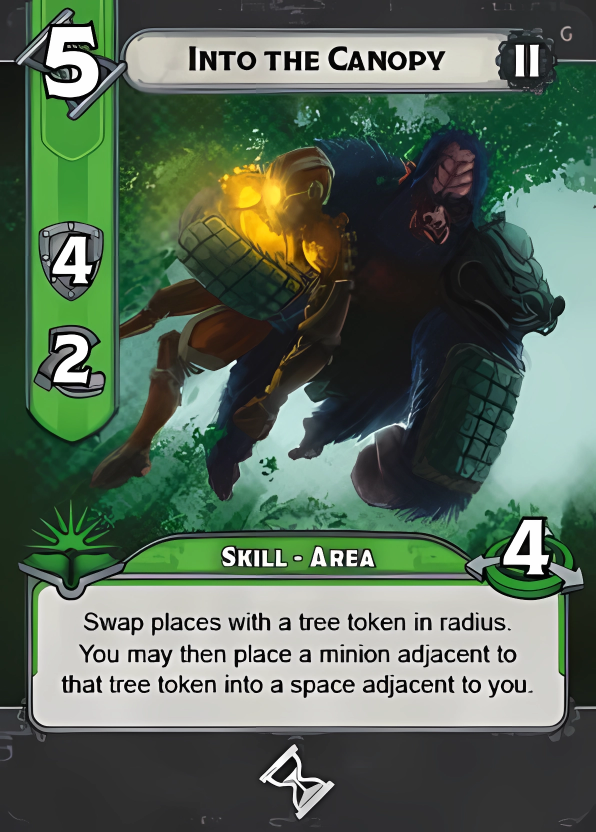 5
INTO THE CANOPY
II
G
4
2
SKILL - AREA
4
Swap places with a tree token in radius.
You may then place a minion adjacent to
that tree token into a space adjacent to you.